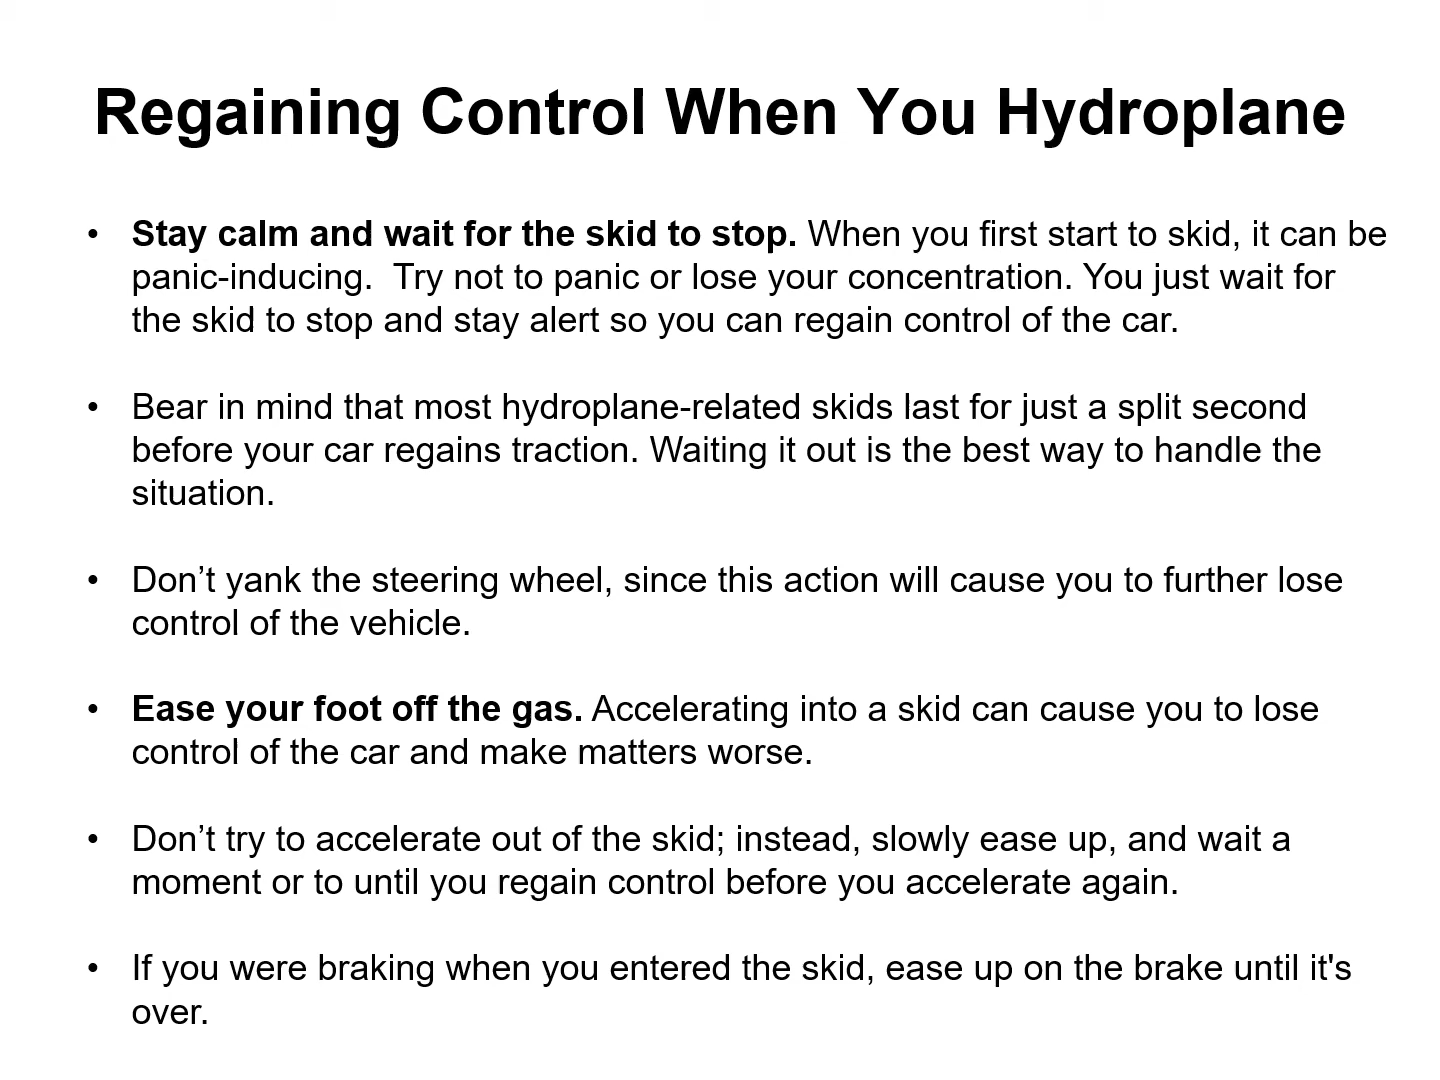 Regaining Control When You Hydroplane
• Stay calm and wait for the skid to stop. When you first start to skid, it can be
panic-inducing.  Try not to panic or lose your concentration. You just wait for
the skid to stop and stay alert so you can regain control of the car.
• Bear in mind that most hydroplane-related skids last for just a split second
before your car regains traction. Waiting it out is the best way to handle the
situation.
• Don’t yank the steering wheel, since this action will cause you to further lose
control of the vehicle.
• Ease your foot off the gas. Accelerating into a skid can cause you to lose
control of the car and make matters worse.
• Don’t try to accelerate out of the skid; instead, slowly ease up, and wait a
moment or to until you regain control before you accelerate again.
• If you were braking when you entered the skid, ease up on the brake until it's
over.